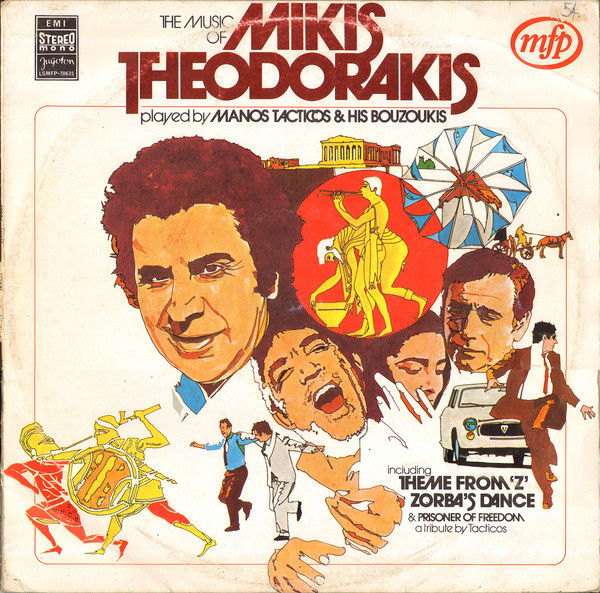 EMI
STEREO
mono
Jugoton
LSMFP-70635
THE MUSIC
OF
MIKIS
THEODORAKIS
played by MANOS TACTICOS & HIS BOUZOUKIS
mfp
54
including
THEME FROM 'Z'
ZORBA'S DANCE
& PRISONER OF FREEDOM
a tribute by Tacticos